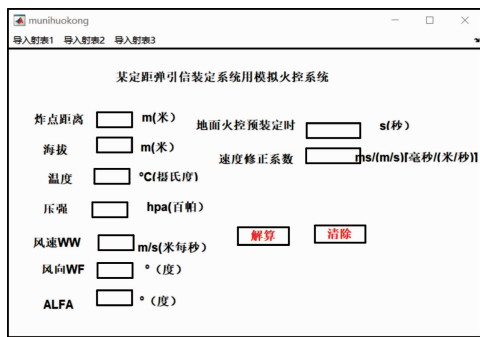 munihuokong
导入射表1 导入射表2 导入射表3
某定距弹引信装定系统用模拟火控系统
炸点距离 m(米) 地面火控预装定时 s(秒)
海拔 m(米) 速度修正系数 ms/(m/s)[毫秒/(米/秒)]
温度 °C(摄氏度)
压强 hpa(百帕)
风速WW m/s(米每秒) 解算 清除
风向WF °（度）
ALFA °（度）